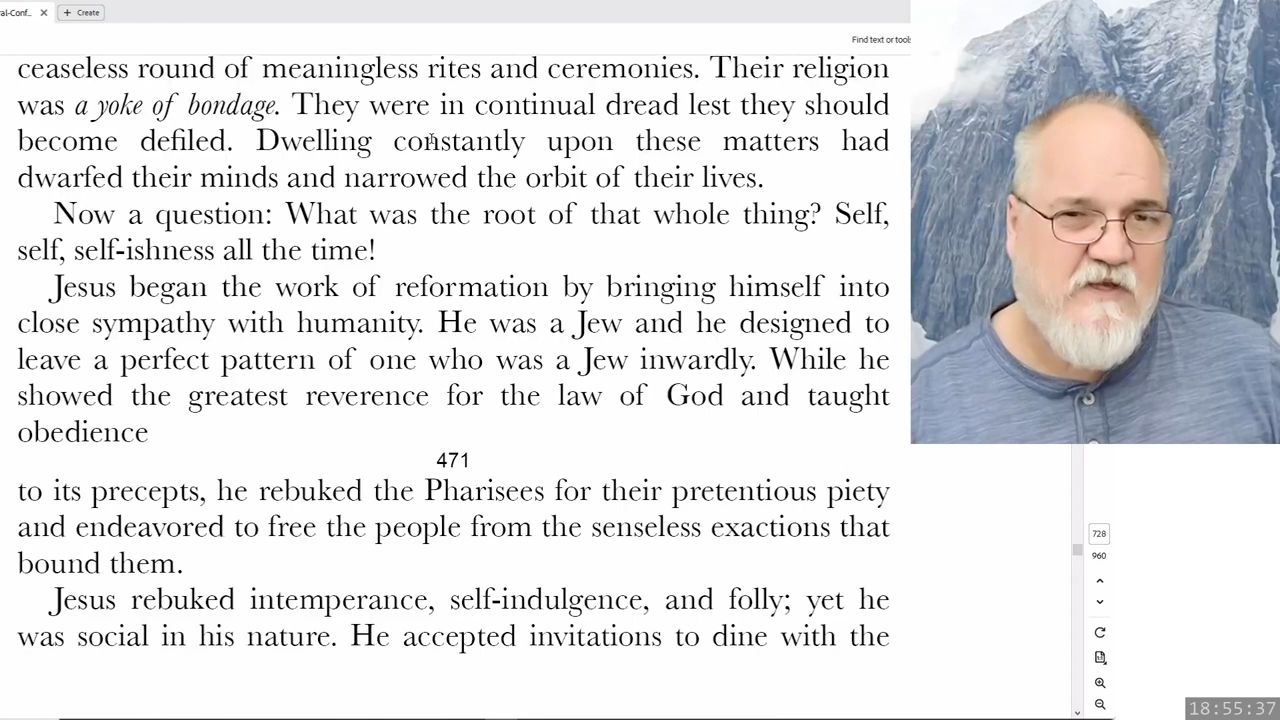 al-Conf..
Create
Find text or tools
ceaseless round of meaningless rites and ceremonies. Their religion
was a yoke of bondage. They were in continual dread lest they should
become defiled. Dwelling constantly upon these matters had
dwarfed their minds and narrowed the orbit of their lives.
Now a question: What was the root of that whole thing? Self,
self, self-ishness all the time!
Jesus began the work of reformation by bringing himself into
close sympathy with humanity. He was a Jew and he designed to
leave a perfect pattern of one who was a Jew inwardly. While he
showed the greatest reverence for the law of God and taught
obedience
471
to its precepts, he rebuked the Pharisees for their pretentious piety
and endeavored to free the people from the senseless exactions that
bound them.
Jesus rebuked intemperance, self-indulgence, and folly; yet he
was social in his nature. He accepted invitations to dine with the
728
960
18:55:37